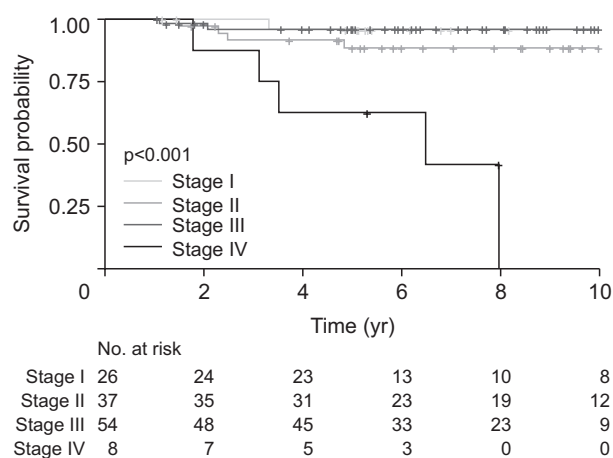 1.00
0.75
0.50
0.25
Survival probability
p<0.001
Stage I
Stage II
Stage III
Stage IV
0 2 4 6 8 10
Time (yr)
No. at risk
Stage I 26 24 23 13 10 8
Stage II 37 35 31 23 19 12
Stage III 54 48 45 33 23 9
Stage IV 8 7 5 3 0 0